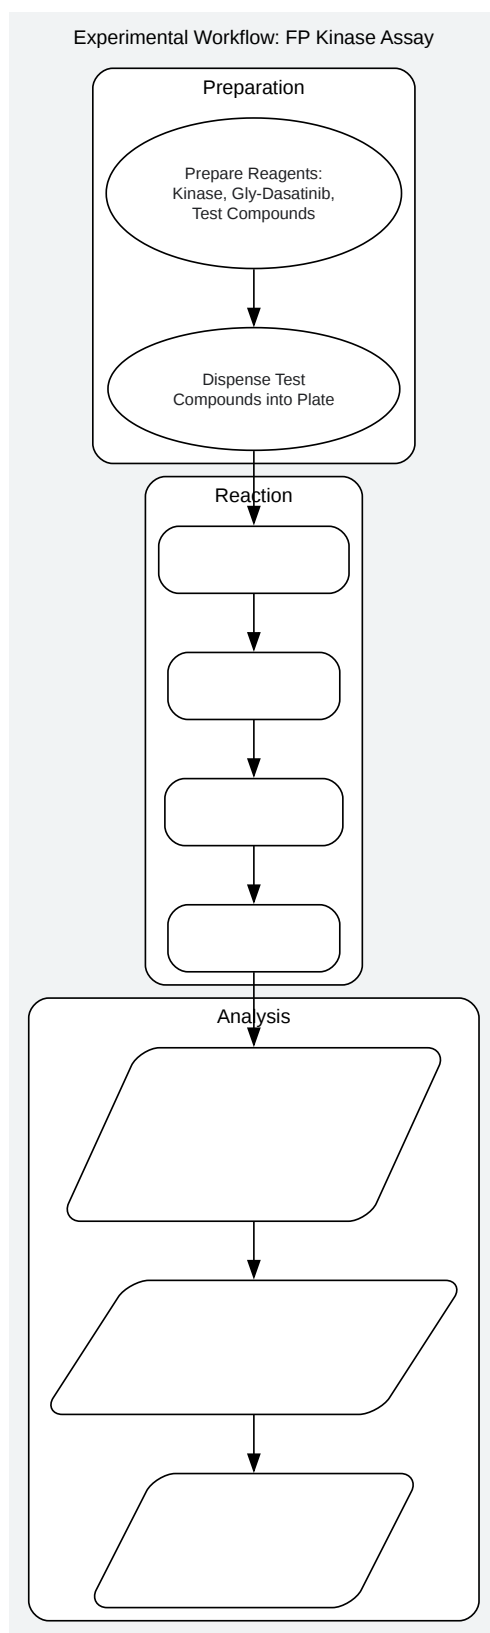 Experimental Workflow: FP Kinase Assay
Preparation
Prepare Reagents:
Kinase, Gly-Dasatinib,
Test Compounds
Dispense Test
Compounds into Plate
Reaction
Analysis